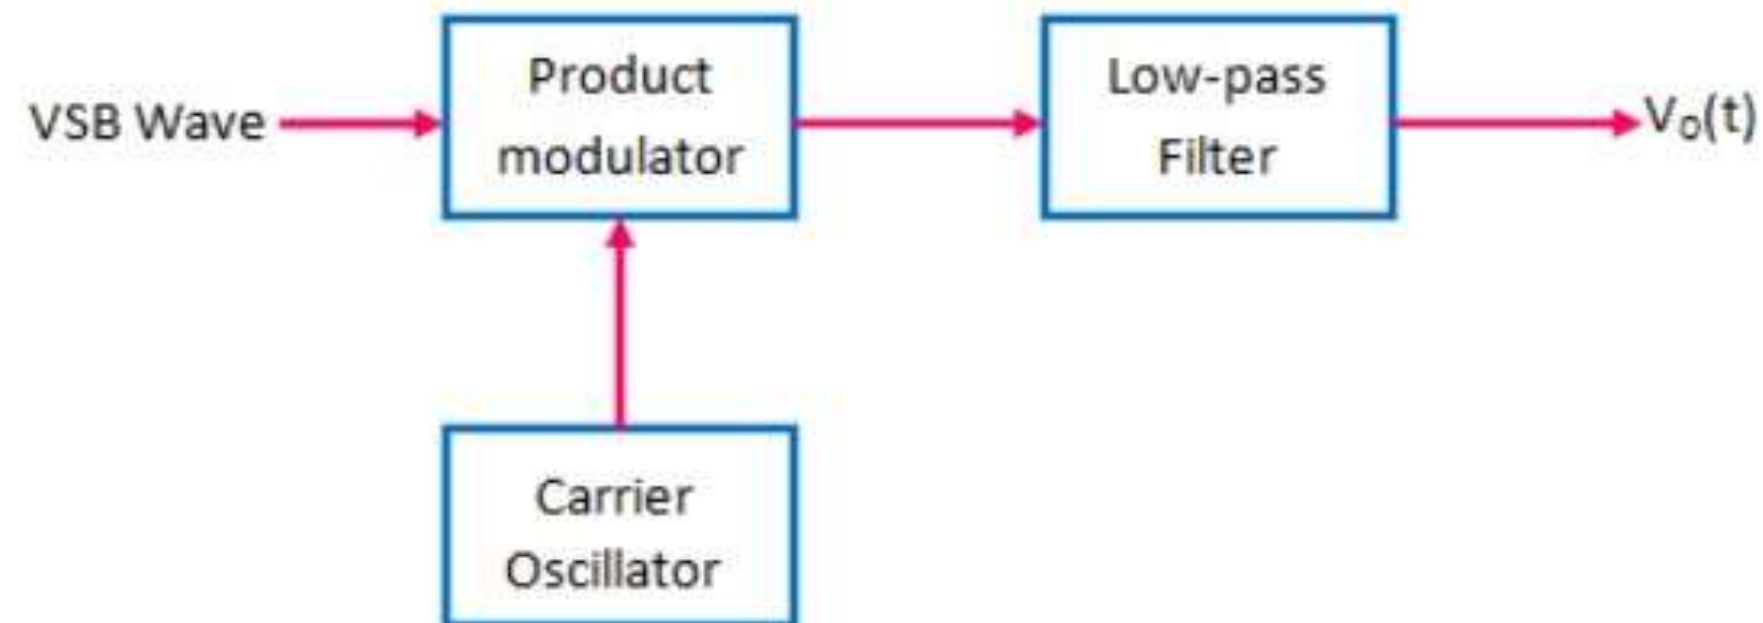 VSB Wave
Product
modulator
Low-pass
Filter
V₀(t)
Carrier
Oscillator